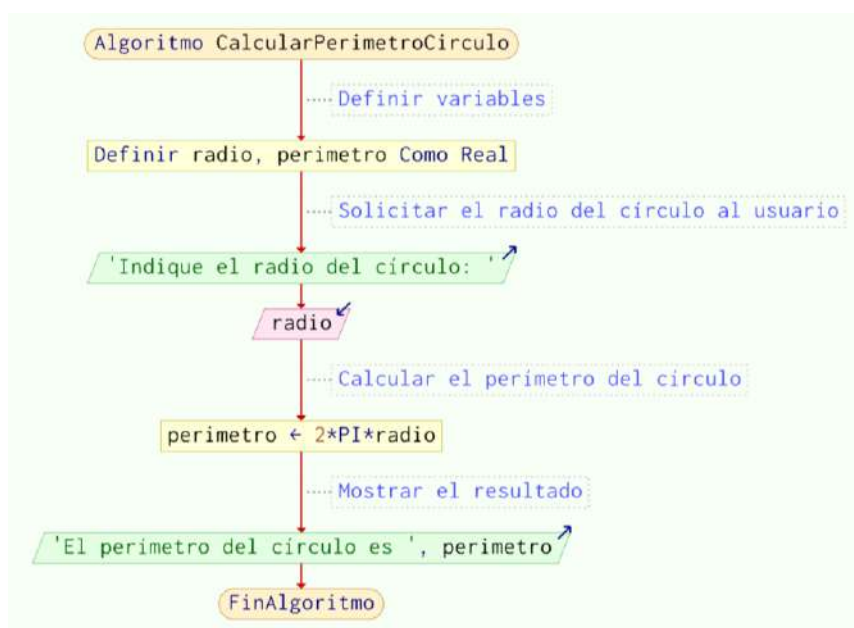 Algoritmo CalcularPerimetroCirculo
Definir variables
Definir radio, perimetro Como Real
Solicitar el radio del círculo al usuario
'Indique el radio del círculo: '
radio
Calcular el perímetro del círculo
perimetro ← 2*PI*radio
Mostrar el resultado
'El perimetro del círculo es ', perimetro
FinAlgoritmo